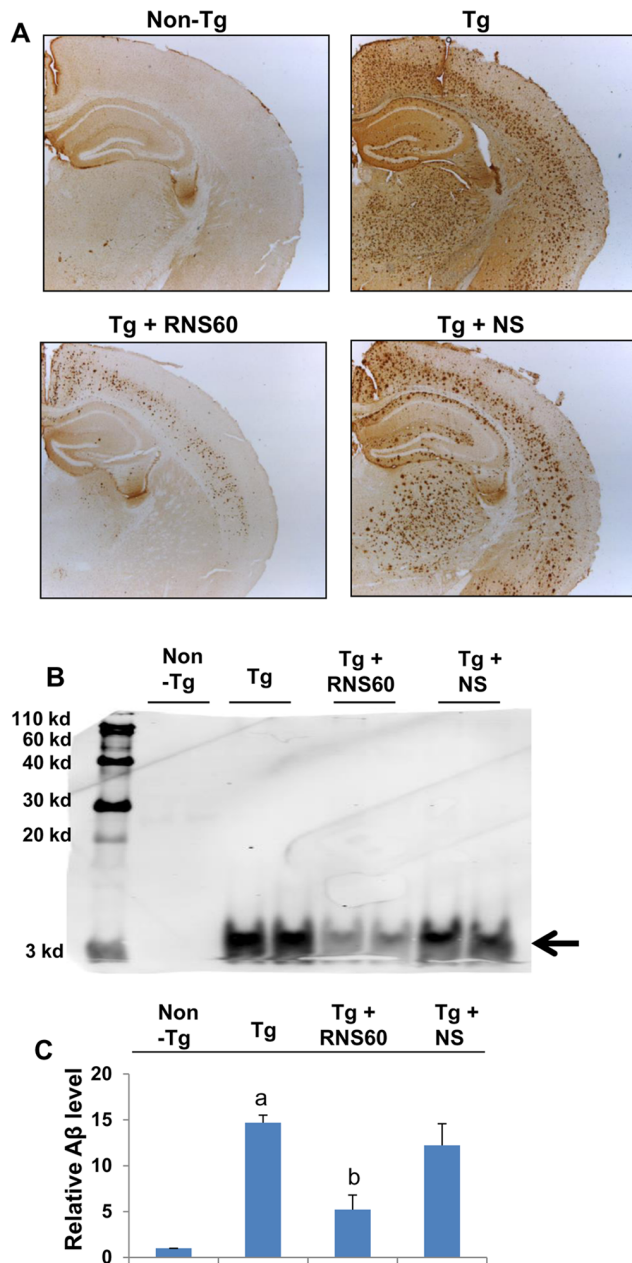 A
Non-Tg
Tg
Tg + RNS60
Tg + NS
B
Non
-Tg
Tg
Tg +
RNS60
Tg +
NS
110 kd
60 kd
40 kd
30 kd
20 kd
3 kd
C
Non
-Tg
Tg
Tg +
RNS60
Tg +
NS
Relative Aβ level
20
15
10
5
0
a
b